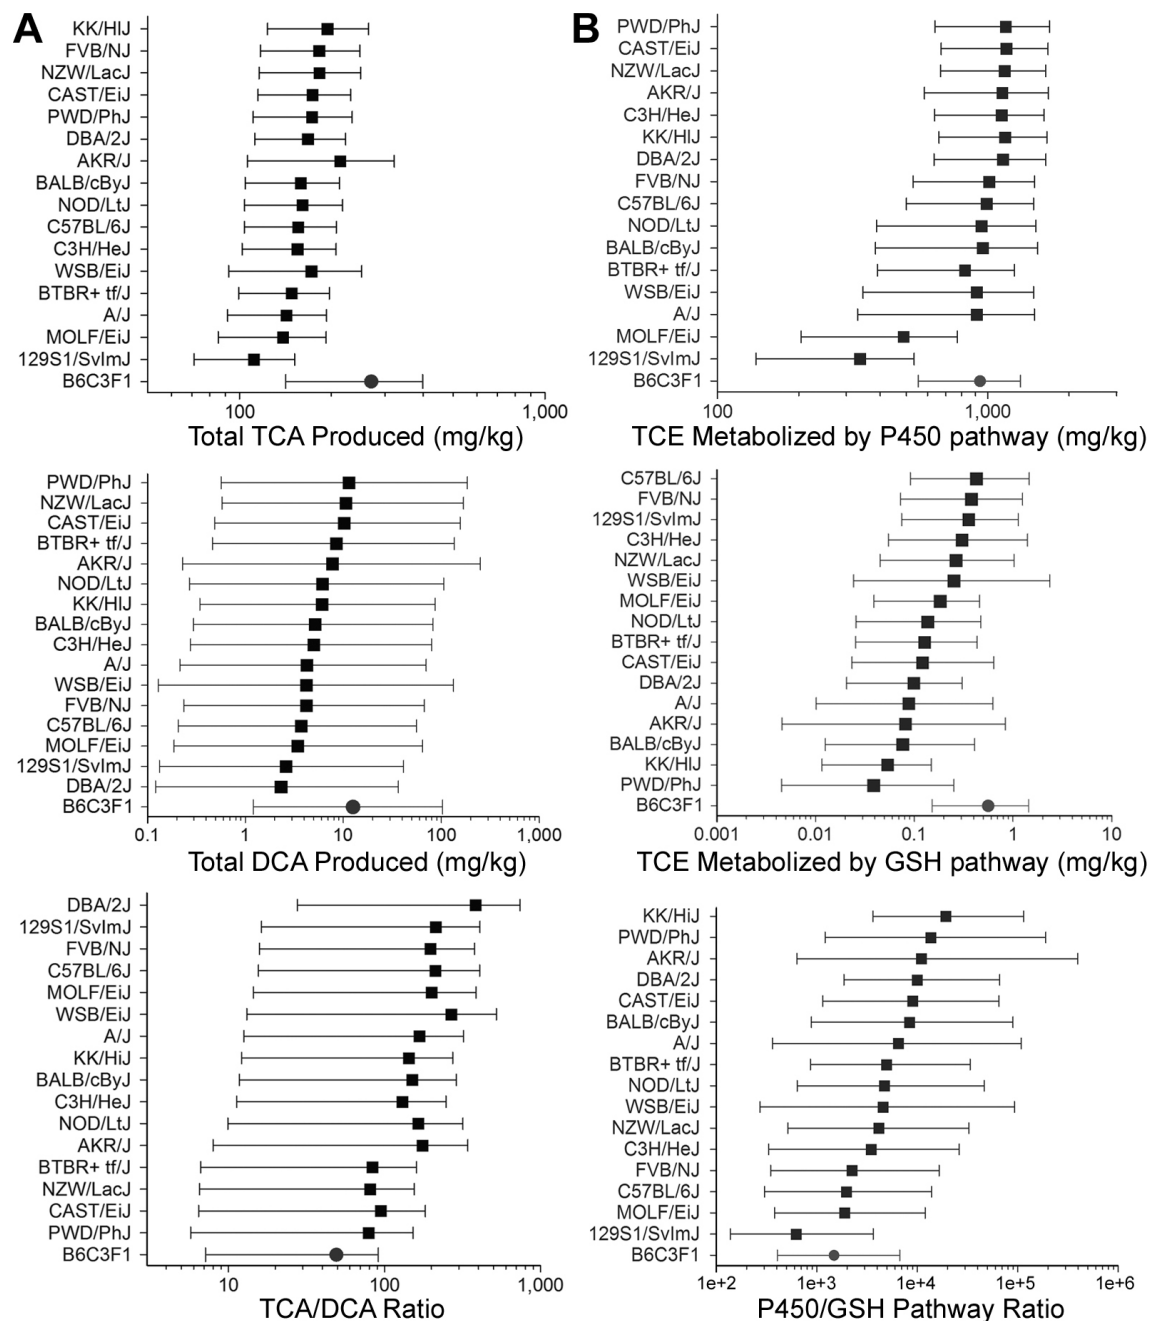 A
KK/HIJ
FVB/NJ
NZW/LacJ
CAST/EiJ
PWD/PhJ
DBA/2J
AKR/J
BALB/cByJ
NOD/LtJ
C57BL/6J
C3H/HeJ
WSB/EiJ
BTBR+ tf/J
A/J
MOLF/EiJ
129S1/SvImJ
B6C3F1
100 1,000
Total TCA Produced (mg/kg)
PWD/PhJ
NZW/LacJ
CAST/EiJ
BTBR+ tf/J
AKR/J
NOD/LtJ
KK/HIJ
BALB/cByJ
C3H/HeJ
A/J
WSB/EiJ
FVB/NJ
C57BL/6J
MOLF/EiJ
129S1/SvImJ
DBA/2J
B6C3F1
0.1 1 10 100 1,000
Total DCA Produced (mg/kg)
DBA/2J
129S1/SvImJ
FVB/NJ
C57BL/6J
MOLF/EiJ
WSB/EiJ
A/J
KK/HiJ
BALB/cByJ
C3H/HeJ
NOD/LtJ
AKR/J
BTBR+ tf/J
NZW/LacJ
CAST/EiJ
PWD/PhJ
B6C3F1
10 100 1,000
TCA/DCA Ratio
B
PWD/PhJ
CAST/EiJ
NZW/LacJ
AKR/J
C3H/HeJ
KK/HIJ
DBA/2J
FVB/NJ
C57BL/6J
NOD/LtJ
BALB/cByJ
BTBR+ tf/J
WSB/EiJ
A/J
MOLF/EiJ
129S1/SvImJ
B6C3F1
100 1,000
TCE Metabolized by P450 pathway (mg/kg)
C57BL/6J
FVB/NJ
129S1/SvImJ
C3H/HeJ
NZW/LacJ
WSB/EiJ
MOLF/EiJ
NOD/LtJ
BTBR+ tf/J
CAST/EiJ
DBA/2J
A/J
AKR/J
BALB/cByJ
KK/HIJ
PWD/PhJ
B6C3F1
0.001 0.01 0.1 1 10
TCE Metabolized by GSH pathway (mg/kg)
KK/HiJ
PWD/PhJ
AKR/J
DBA/2J
CAST/EiJ
BALB/cByJ
A/J
BTBR+ tf/J
NOD/LtJ
WSB/EiJ
NZW/LacJ
C3H/HeJ
FVB/NJ
C57BL/6J
MOLF/EiJ
129S1/SvImJ
B6C3F1
1e+2 1e+3 1e+4 1e+5 1e+6
P450/GSH Pathway Ratio